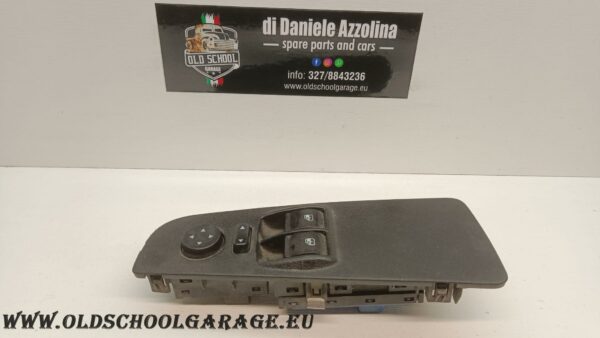 di Daniele Azzolina
spare parts and cars
OLD SCHOOL
GARAGE
info: 327/8843236
www.oldschoolgarage.eu
WWW.OLDSCHOOLGARAGE.EU